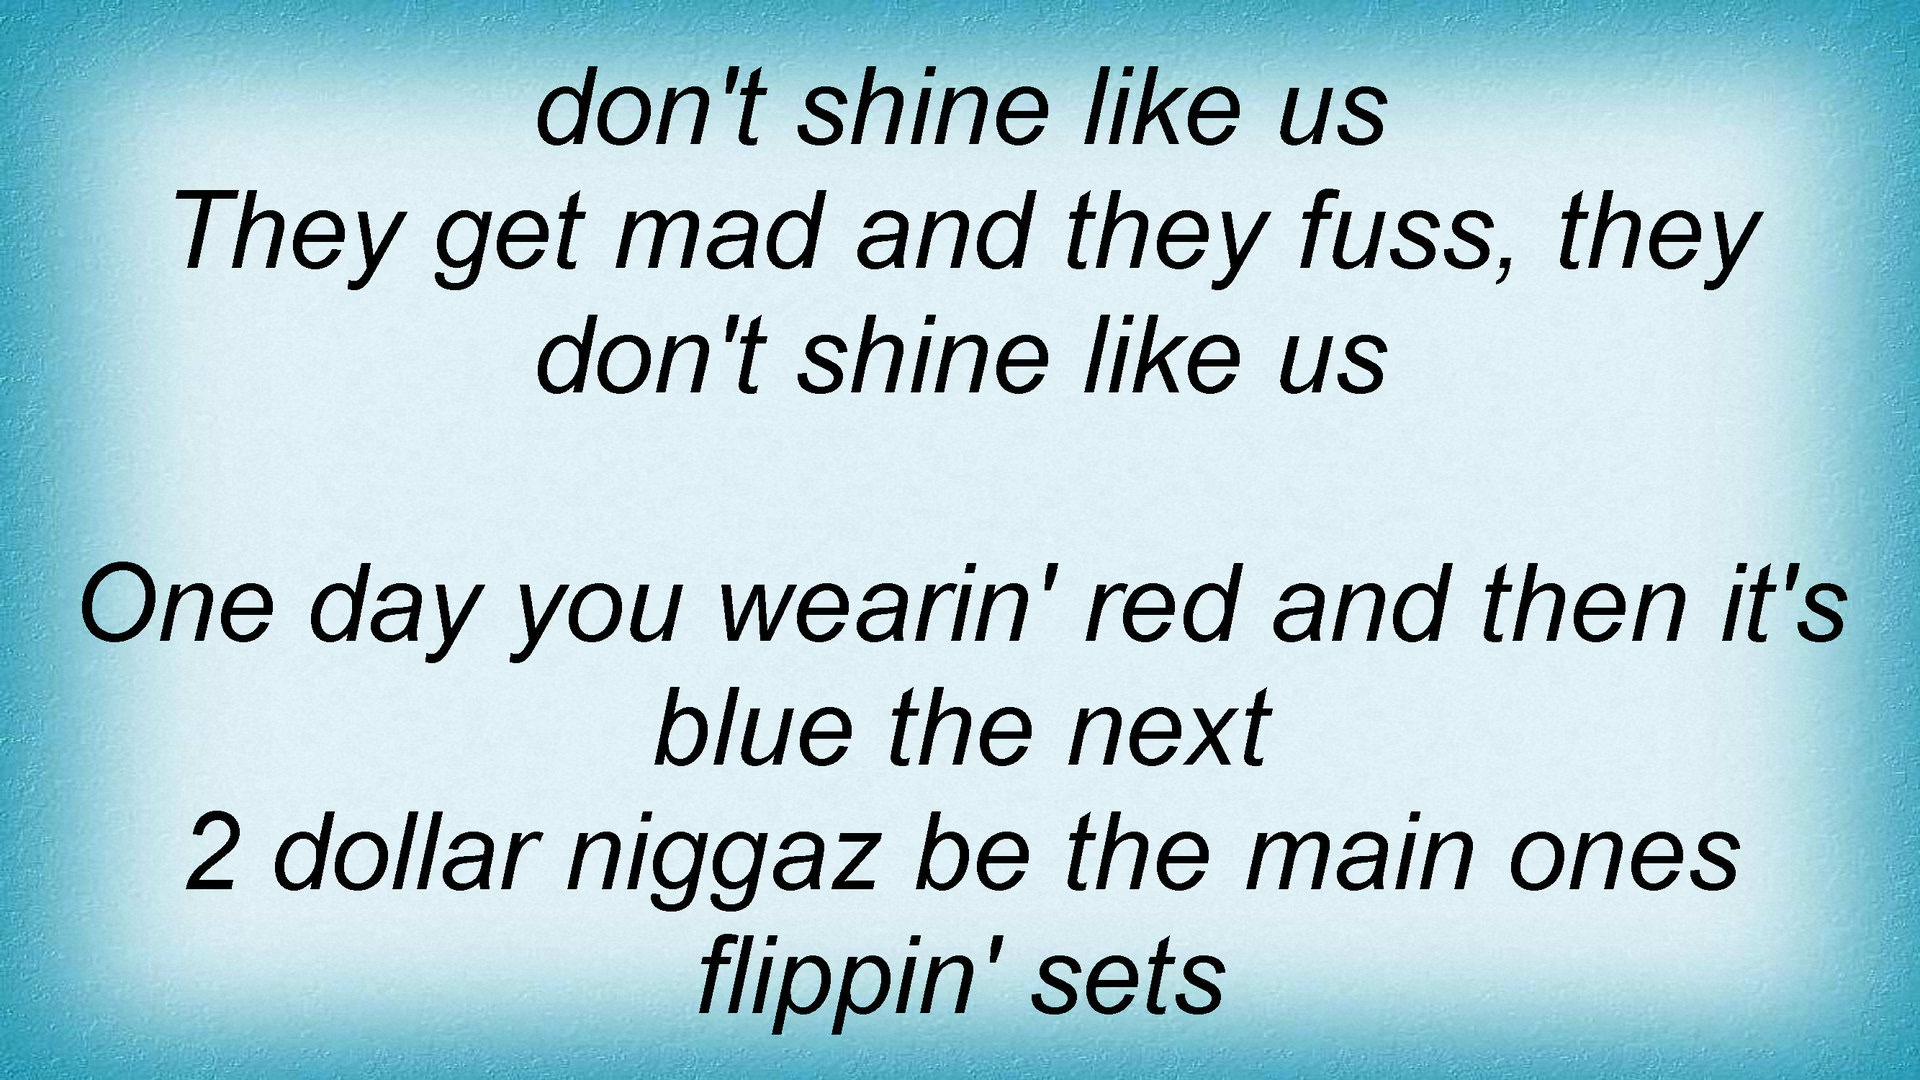 don't shine like us
They get mad and they fuss, they
don't shine like us
One day you wearin' red and then it's
blue the next
2 dollar niggaz be the main ones
flippin' sets